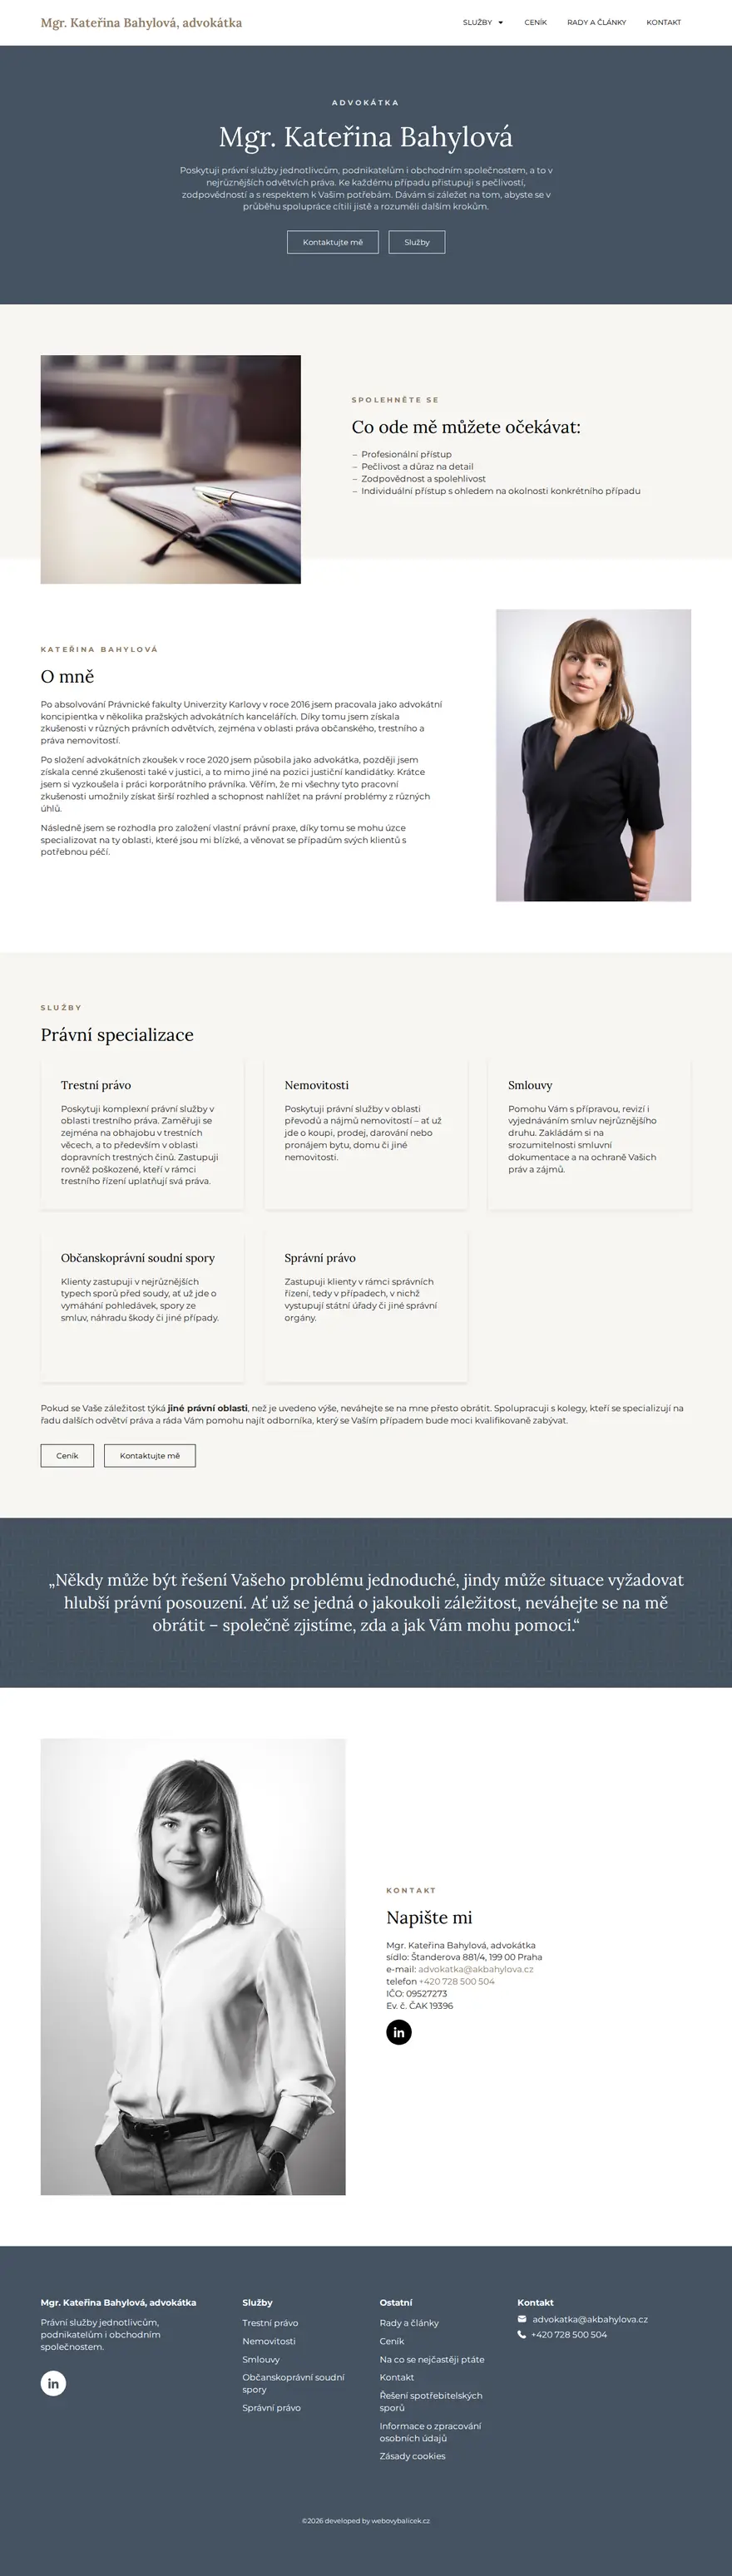 Mgr. Kateřina Bahylová, advokátka
SLUŽBY
CENÍK
RADY A ČLÁNKY
KONTAKT
ADVOKÁTKA
Mgr. Kateřina Bahylová
Poskytuji právní služby jednotlivcům, podnikatelům i obchodním společnostem, a to v
nejrůznějších odvětvích práva. Ke každému případu přistupuji s pečlivostí,
zodpovědností a s respektem k Vašim potřebám. Dávám si záležet na tom, abyste se v
průběhu spolupráce cítili jistě a rozuměli dalším krokům.
Kontaktujte mě
Služby
SPOLEHNĚTE SE
Co ode mě můžete očekávat:
– Profesionální přístup
– Pečlivost a důraz na detail
– Zodpovědnost a spolehlivost
– Individuální přístup s ohledem na okolnosti konkrétního případu
KATEŘINA BAHYLOVÁ
O mně
Po absolvování Právnické fakulty Univerzity Karlovy v roce 2016 jsem pracovala jako advokátní
koncipientka v několika pražských advokátních kancelářích. Díky tomu jsem získala
zkušenosti v různých právních odvětvích, zejména v oblasti práva občanského, trestního a
práva nemovitostí.
Po složení advokátních zkoušek v roce 2020 jsem působila jako advokátka, později jsem
získala cenné zkušenosti také v justici, a to mimo jiné na pozici justiční kandidátky. Krátce
jsem si vyzkoušela i práci korporátního právníka. Věřím, že mi všechny tyto pracovní
zkušenosti umožnily získat širší rozhled a schopnost nahlížet na právní problémy z různých
úhlů.
Následně jsem se rozhodla pro založení vlastní právní praxe, díky tomu se mohu úzce
specializovat na ty oblasti, které jsou mi blízké, a věnovat se případům svých klientů s
potřebnou péčí.
SLUŽBY
Právní specializace
Trestní právo
Poskytuji komplexní právní služby v
oblasti trestního práva. Zaměřuji se
zejména na obhajobu v trestních
věcech, a to především v oblasti
dopravních trestných činů. Zastupuji
rovněž poškozené, kteří v rámci
trestního řízení uplatňují svá práva.
Nemovitosti
Poskytuji právní služby v oblasti
převodů a nájmů nemovitostí – ať už
jde o koupi, prodej, darování nebo
pronájem bytu, domu či jiné
nemovitosti.
Smlouvy
Pomohu Vám s přípravou, revizí i
vyjednáváním smluv nejrůznějšího
druhu. Zakládám si na
srozumitelnosti smluvní
dokumentace a na ochraně Vašich
práv a zájmů.
Občanskoprávní soudní spory
Klienty zastupuji v nejrůznějších
typech sporů před soudy, ať už jde o
vymáhání pohledávek, spory ze
smluv, náhradu škody či jiné případy.
Správní právo
Zastupuji klienty v rámci správních
řízení, tedy v případech, v nichž
vystupují státní úřady či jiné správní
orgány.
Pokud se Vaše záležitost týká jiné právní oblasti, než je uvedeno výše, neváhejte se na mne přesto obrátit. Spolupracuji s kolegy, kteří se specializují na
řadu dalších odvětví práva a ráda Vám pomohu najít odborníka, který se Vaším případem bude moci kvalifikovaně zabývat.
Ceník
Kontaktujte mě
„Někdy může být řešení Vašeho problému jednoduché, jindy může situace vyžadovat
hlubší právní posouzení. Ať už se jedná o jakoukoli záležitost, neváhejte se na mě
obrátit – společně zjistíme, zda a jak Vám mohu pomoci.“
KONTAKT
Napište mi
Mgr. Kateřina Bahylová, advokátka
sídlo: Štanderova 881/4, 199 00 Praha
e-mail: advokatka@akbahylova.cz
telefon +420 728 500 504
IČO: 09527273
Ev. č. ČAK 19396
in
Mgr. Kateřina Bahylová, advokátka
Právní služby jednotlivcům,
podnikatelům i obchodním
společnostem.
in
Služby
Trestní právo
Nemovitosti
Smlouvy
Občanskoprávní soudní
spory
Správní právo
Ostatní
Rady a články
Ceník
Na co se nejčastěji ptáte
Kontakt
Řešení spotřebitelských
sporů
Informace o zpracování
osobních údajů
Zásady cookies
Kontakt
advokatka@akbahylova.cz
+420 728 500 504
©2026 developed by webovybalicek.cz